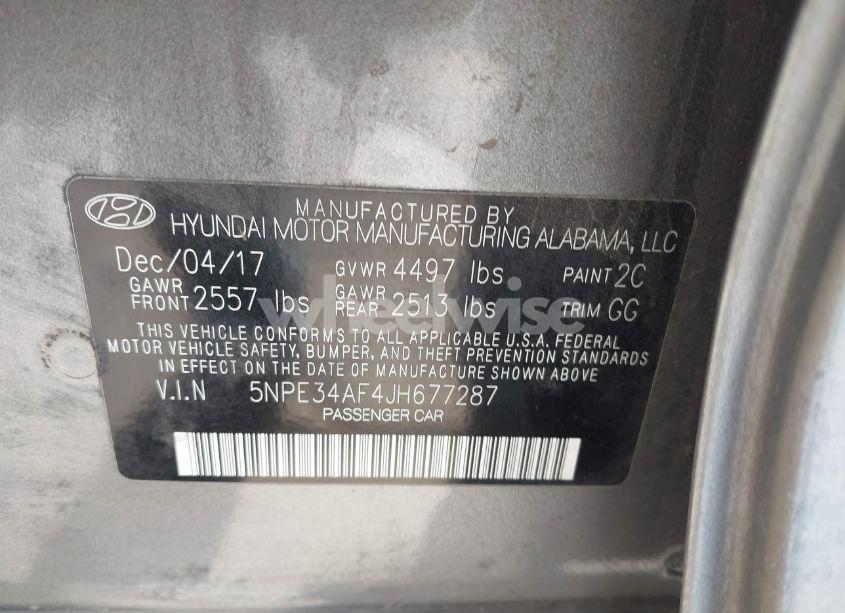 MANUFACTURED BY
HYUNDAI MOTOR MANUFACTURING ALABAMA, LLC
Dec/04/17 GVWR 4497 lbs PAINT 2C
GAWR FRONT 2557 lbs GAWR REAR 2513 lbs TRIM GG
THIS VEHICLE CONFORMS TO ALL APPLICABLE U.S.A. FEDERAL
MOTOR VEHICLE SAFETY, BUMPER, AND THEFT PREVENTION STANDARDS
IN EFFECT ON THE DATE OF MANUFACTURE SHOWN ABOVE.
V.I.N 5NPE34AF4JH677287
PASSENGER CAR
wheelwise